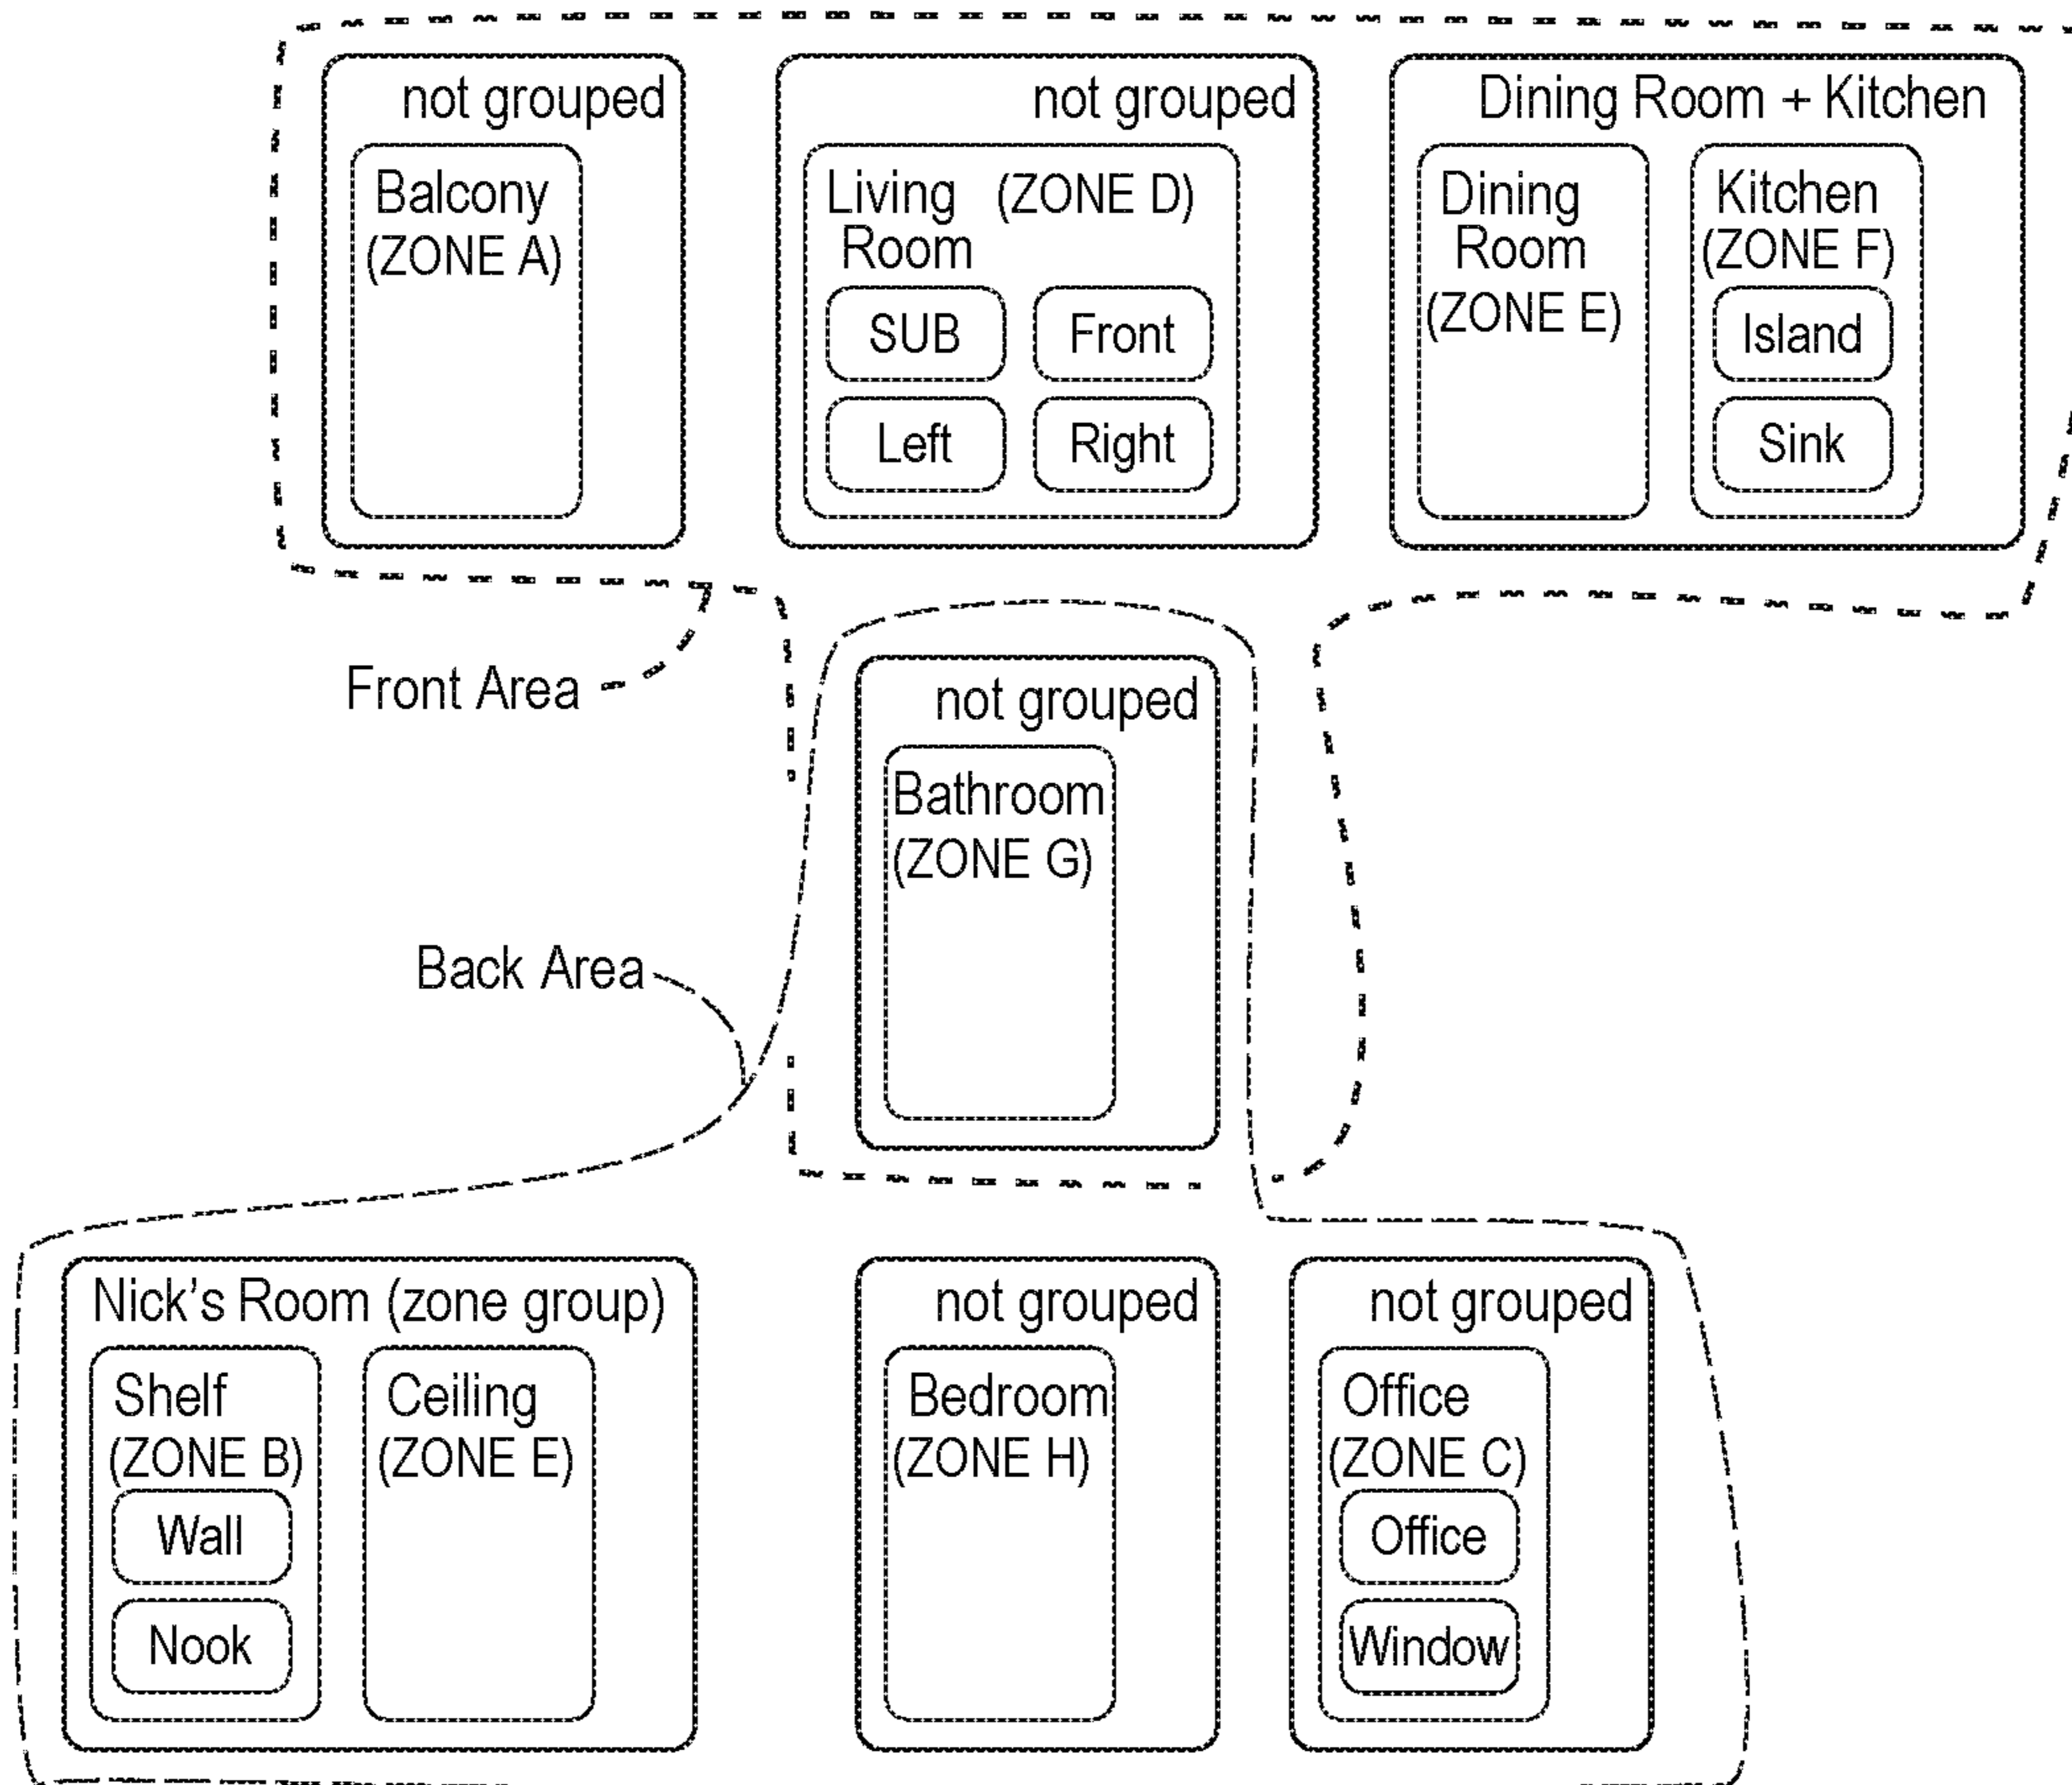 not grouped
Balcony
(ZONE A)
not grouped
Living (ZONE D)
Room
SUB
Front
Left
Right
Dining Room + Kitchen
Dining
Room
(ZONE E)
Kitchen
(ZONE F)
Island
Sink
Front Area
not grouped
Bathroom
(ZONE G)
Back Area
Nick's Room (zone group)
Shelf
(ZONE B)
Wall
Nook
Ceiling
(ZONE E)
not grouped
Bedroom
(ZONE H)
not grouped
Office
(ZONE C)
Office
Window